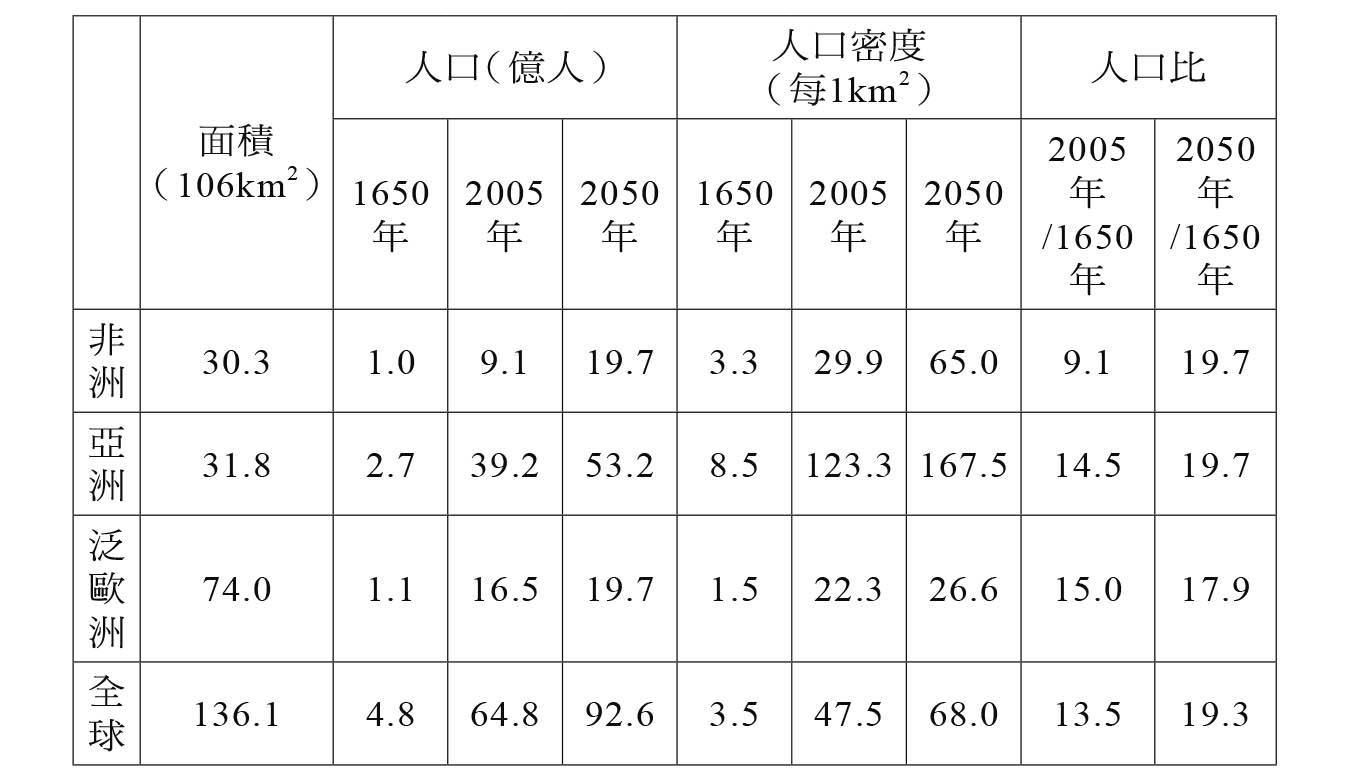 面積（106km²） 人口（億人） 人口密度（每1km²） 人口比
1650年 2005年 2050年 1650年 2005年 2050年 2005年/1650年 2050年/1650年
非洲 30.3 1.0 9.1 19.7 3.3 29.9 65.0 9.1 19.7
亞洲 31.8 2.7 39.2 53.2 8.5 123.3 167.5 14.5 19.7
泛歐洲 74.0 1.1 16.5 19.7 1.5 22.3 26.6 15.0 17.9
全球 136.1 4.8 64.8 92.6 3.5 47.5 68.0 13.5 19.3